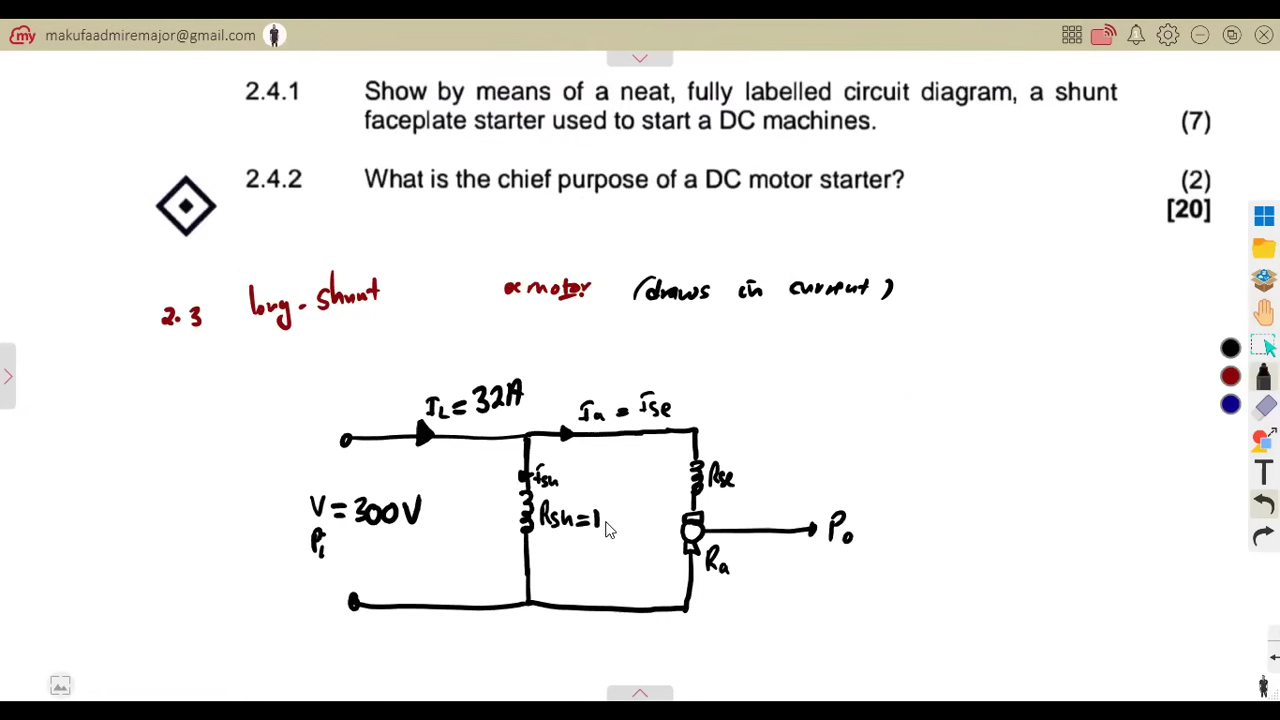 my makufaadmiremajor@gmail.com
2.4.1 Show by means of a neat, fully labelled circuit diagram, a shunt
faceplate starter used to start a DC machines. (7)
2.4.2 What is the chief purpose of a DC motor starter? (2)
[20]
2.3 long-shunt ∝ motor (draws in current)
IL = 32A
Ia = Ise
Ish
Rse
V = 300V
Rsh = 1
Po
Pi
Ra
T